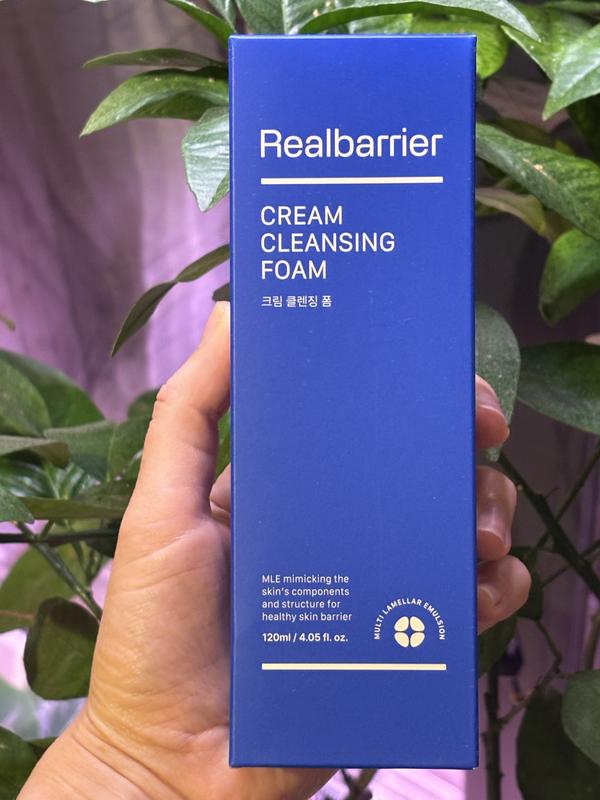 Realbarrier
CREAM
CLEANSING
FOAM
크림 클렌징 폼
MLE mimicking the
skin's components
and structure for
healthy skin barrier
120ml / 4.05 fl. oz.
MULTI LAMELLAR EMULSION